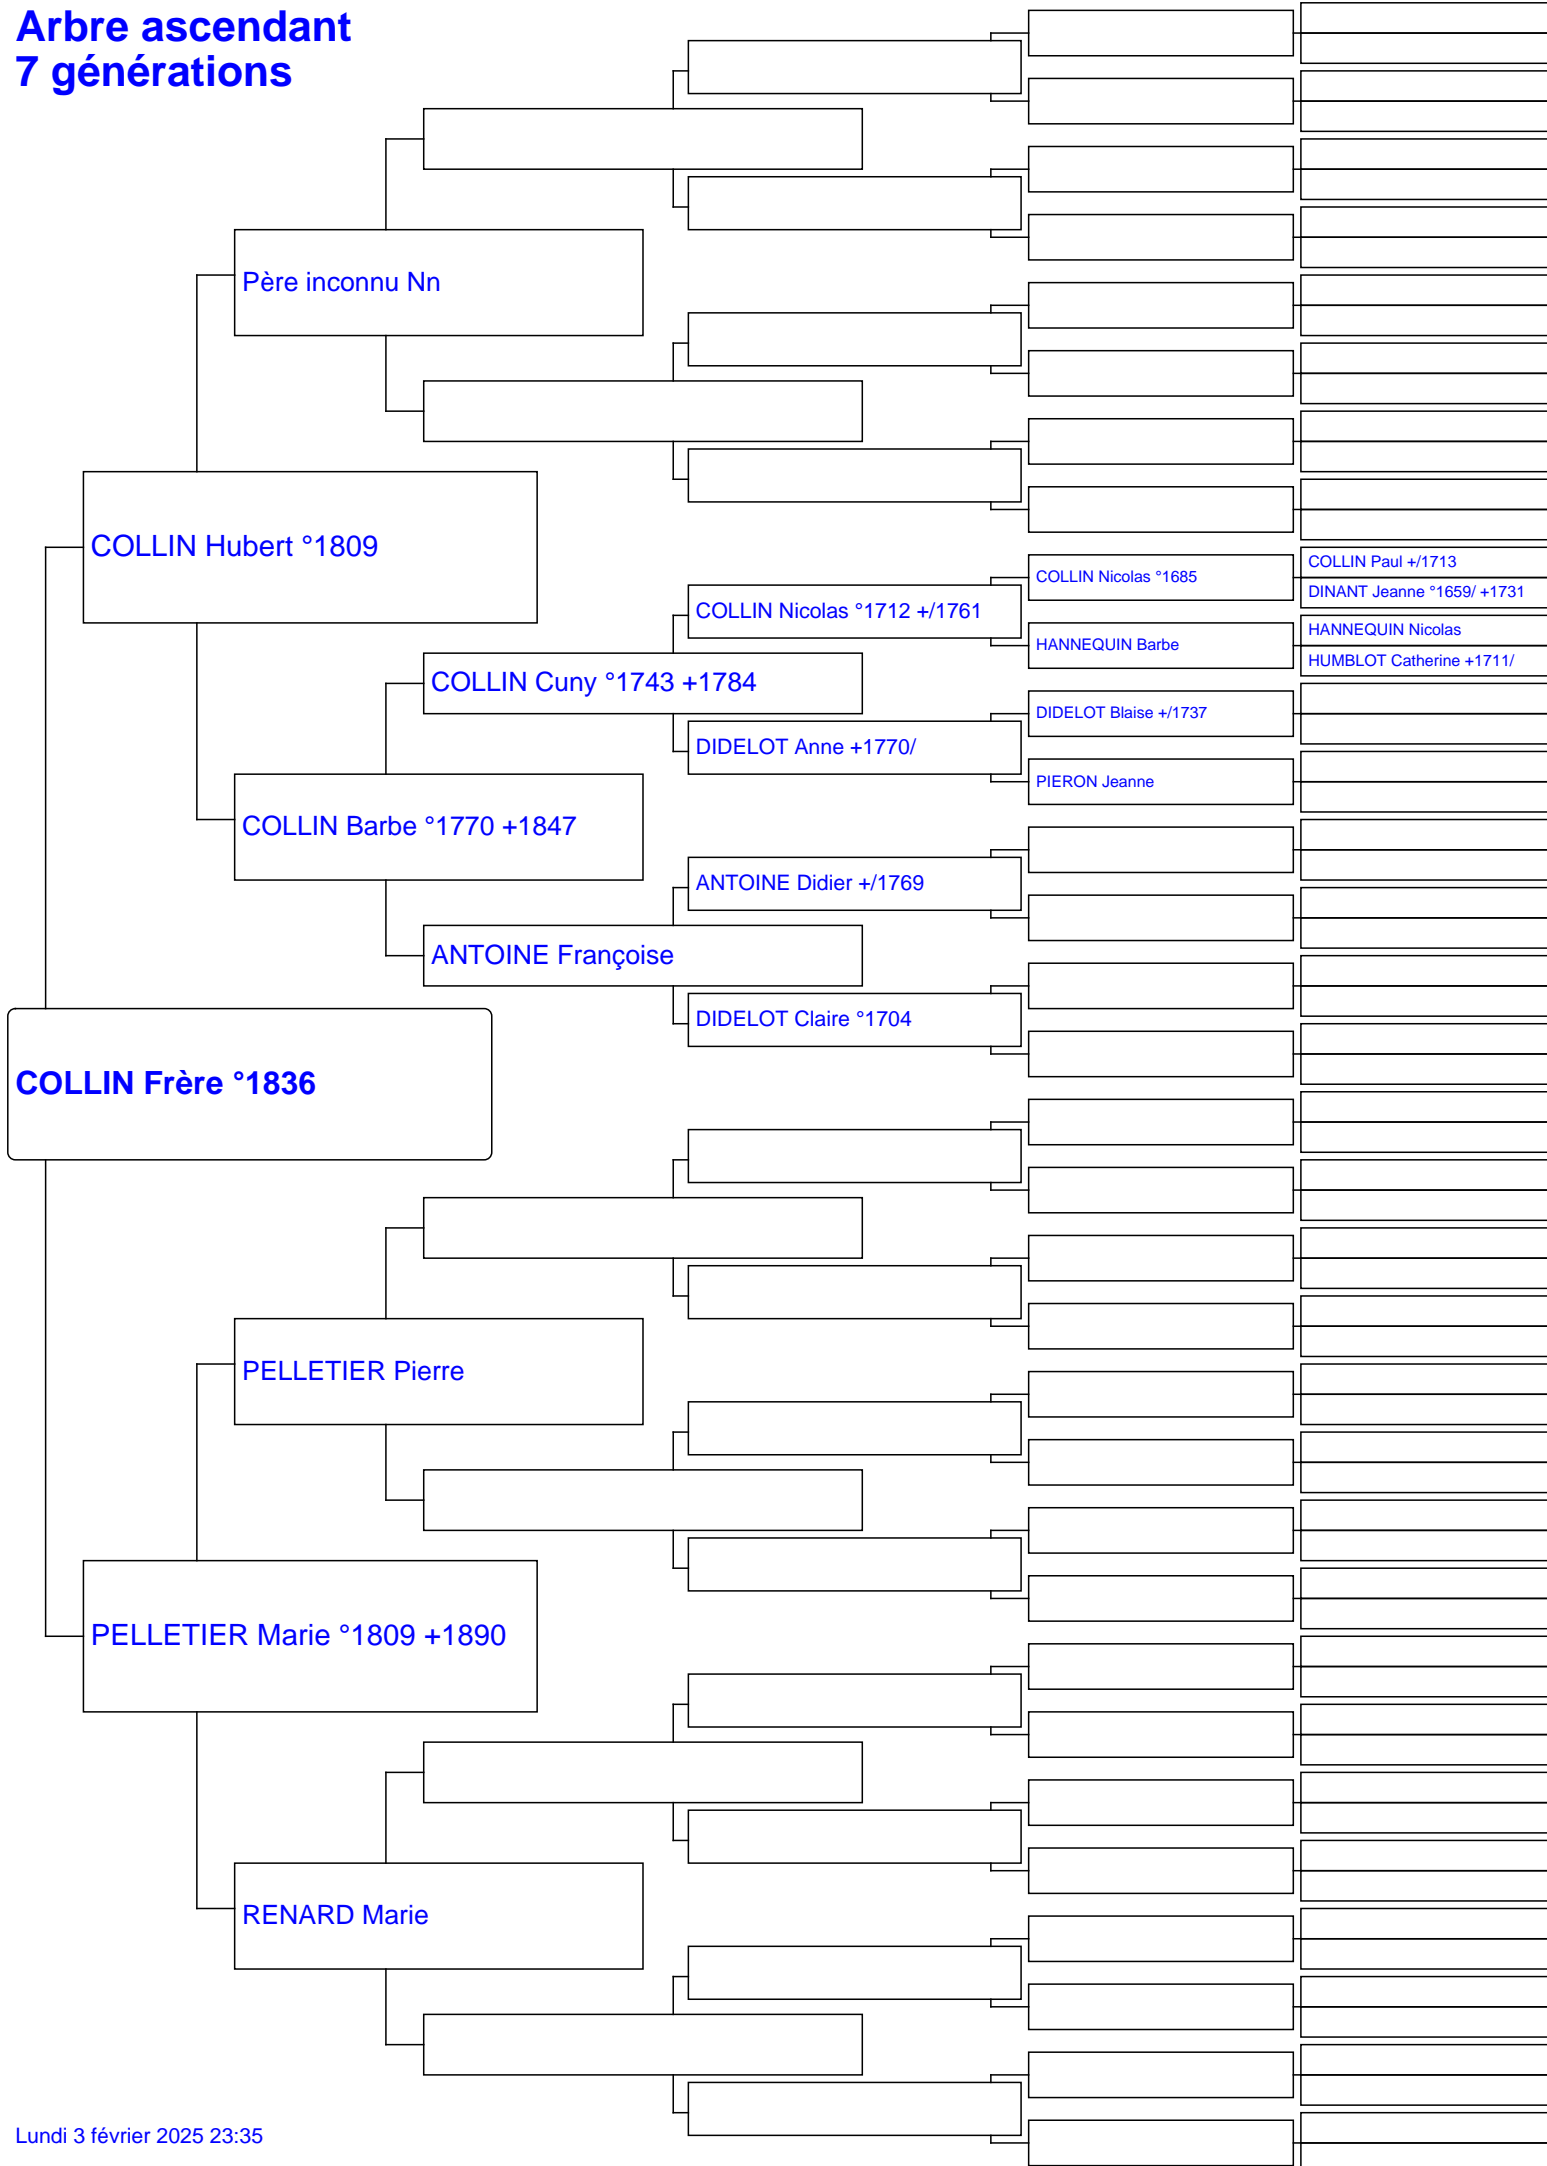 Arbre ascendant
7 générations
Père inconnu Nn
COLLIN Hubert °1809
COLLIN Paul +/1713
COLLIN Nicolas °1685
DINANT Jeanne °1659/ +1731
COLLIN Nicolas °1712 +/1761
HANNEQUIN Nicolas
HANNEQUIN Barbe
HUMBLOT Catherine +1711/
COLLIN Cuny °1743 +1784
DIDELOT Blaise +/1737
DIDELOT Anne +1770/
PIERON Jeanne
COLLIN Barbe °1770 +1847
ANTOINE Didier +/1769
ANTOINE Françoise
DIDELOT Claire °1704
COLLIN Frère °1836
PELLETIER Pierre
PELLETIER Marie °1809 +1890
RENARD Marie
Lundi 3 février 2025 23:35